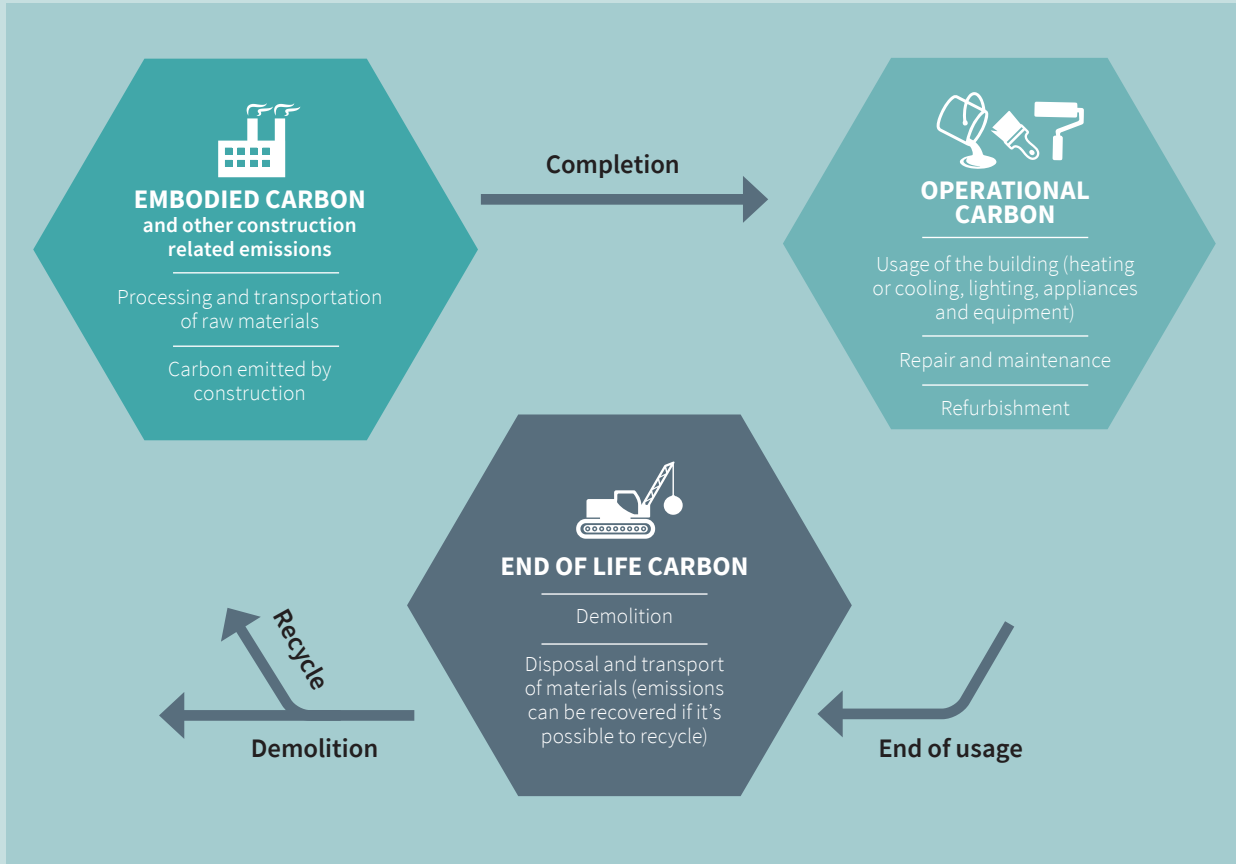 EMBODIED CARBON
and other construction
related emissions
Processing and transportation
of raw materials
Carbon emitted by
construction
Completion
OPERATIONAL
CARBON
Usage of the building (heating
or cooling, lighting, appliances
and equipment)
Repair and maintenance
Refurbishment
End of usage
END OF LIFE CARBON
Demolition
Disposal and transport
of materials (emissions
can be recovered if it’s
possible to recycle)
Recycle
Demolition